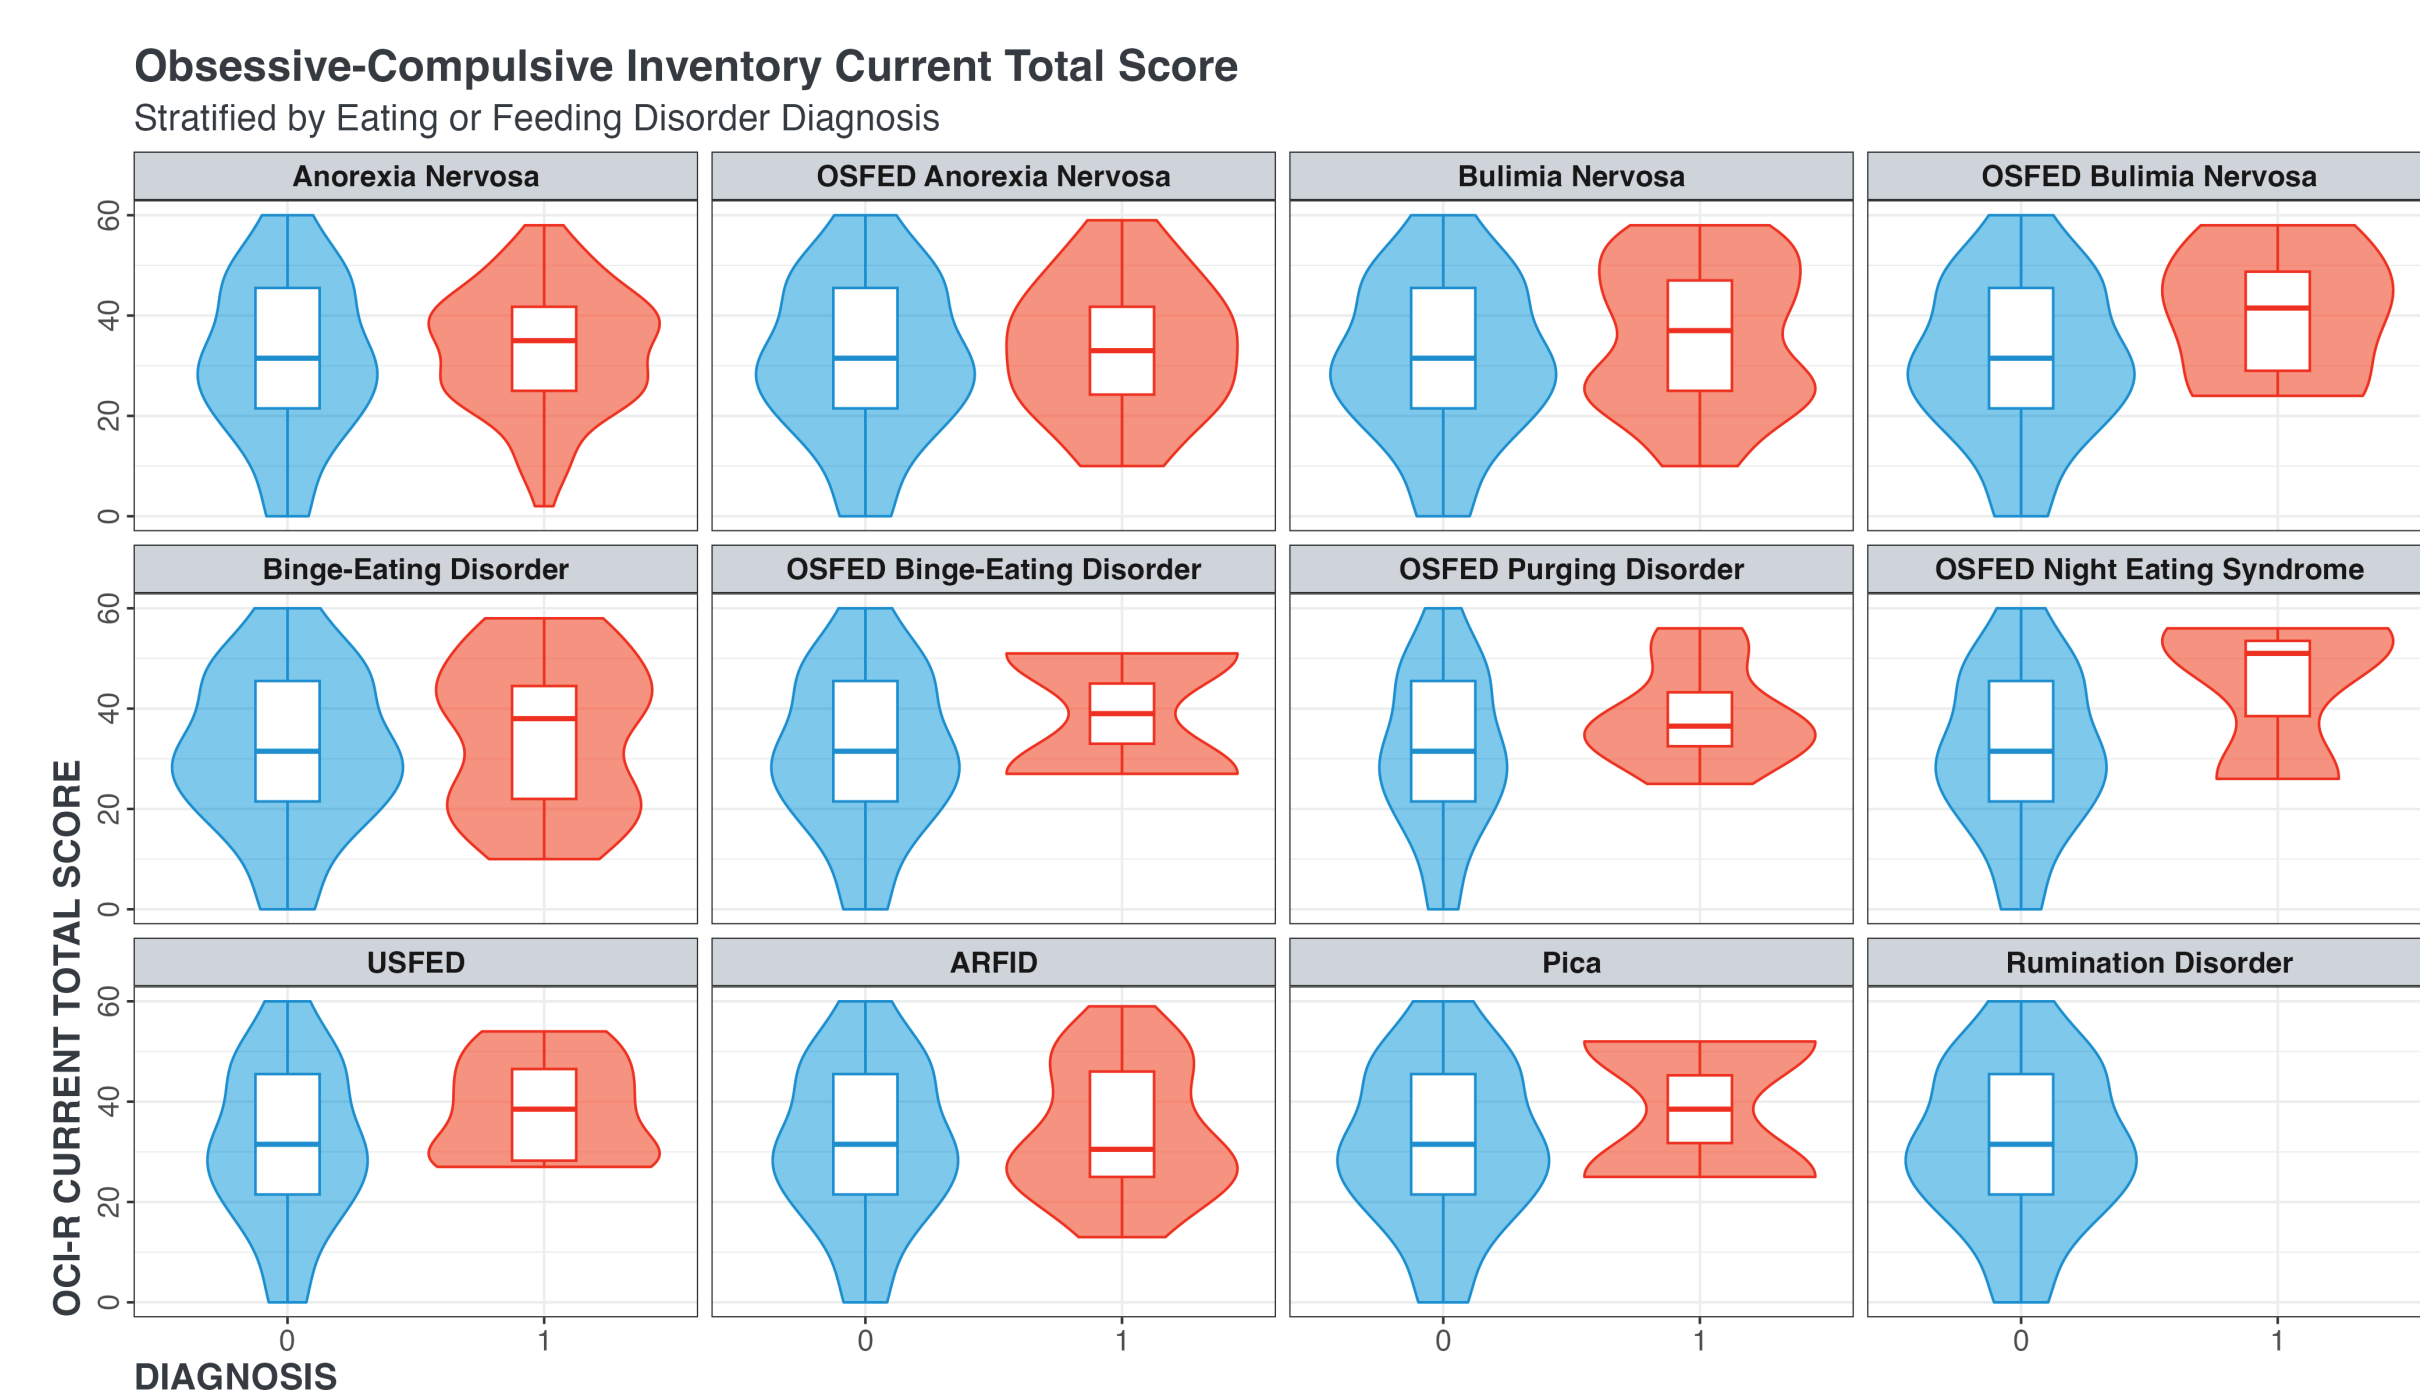 Obsessive-Compulsive Inventory Current Total Score
Stratified by Eating or Feeding Disorder Diagnosis
Anorexia Nervosa
OSFED Anorexia Nervosa
Bulimia Nervosa
OSFED Bulimia Nervosa
60
40
20
0
Binge-Eating Disorder
OSFED Binge-Eating Disorder
OSFED Purging Disorder
OSFED Night Eating Syndrome
60
40
20
0
USFED
ARFID
Pica
Rumination Disorder
60
40
20
0
0 1
0 1
0 1
0 1
OCI-R CURRENT TOTAL SCORE
DIAGNOSIS